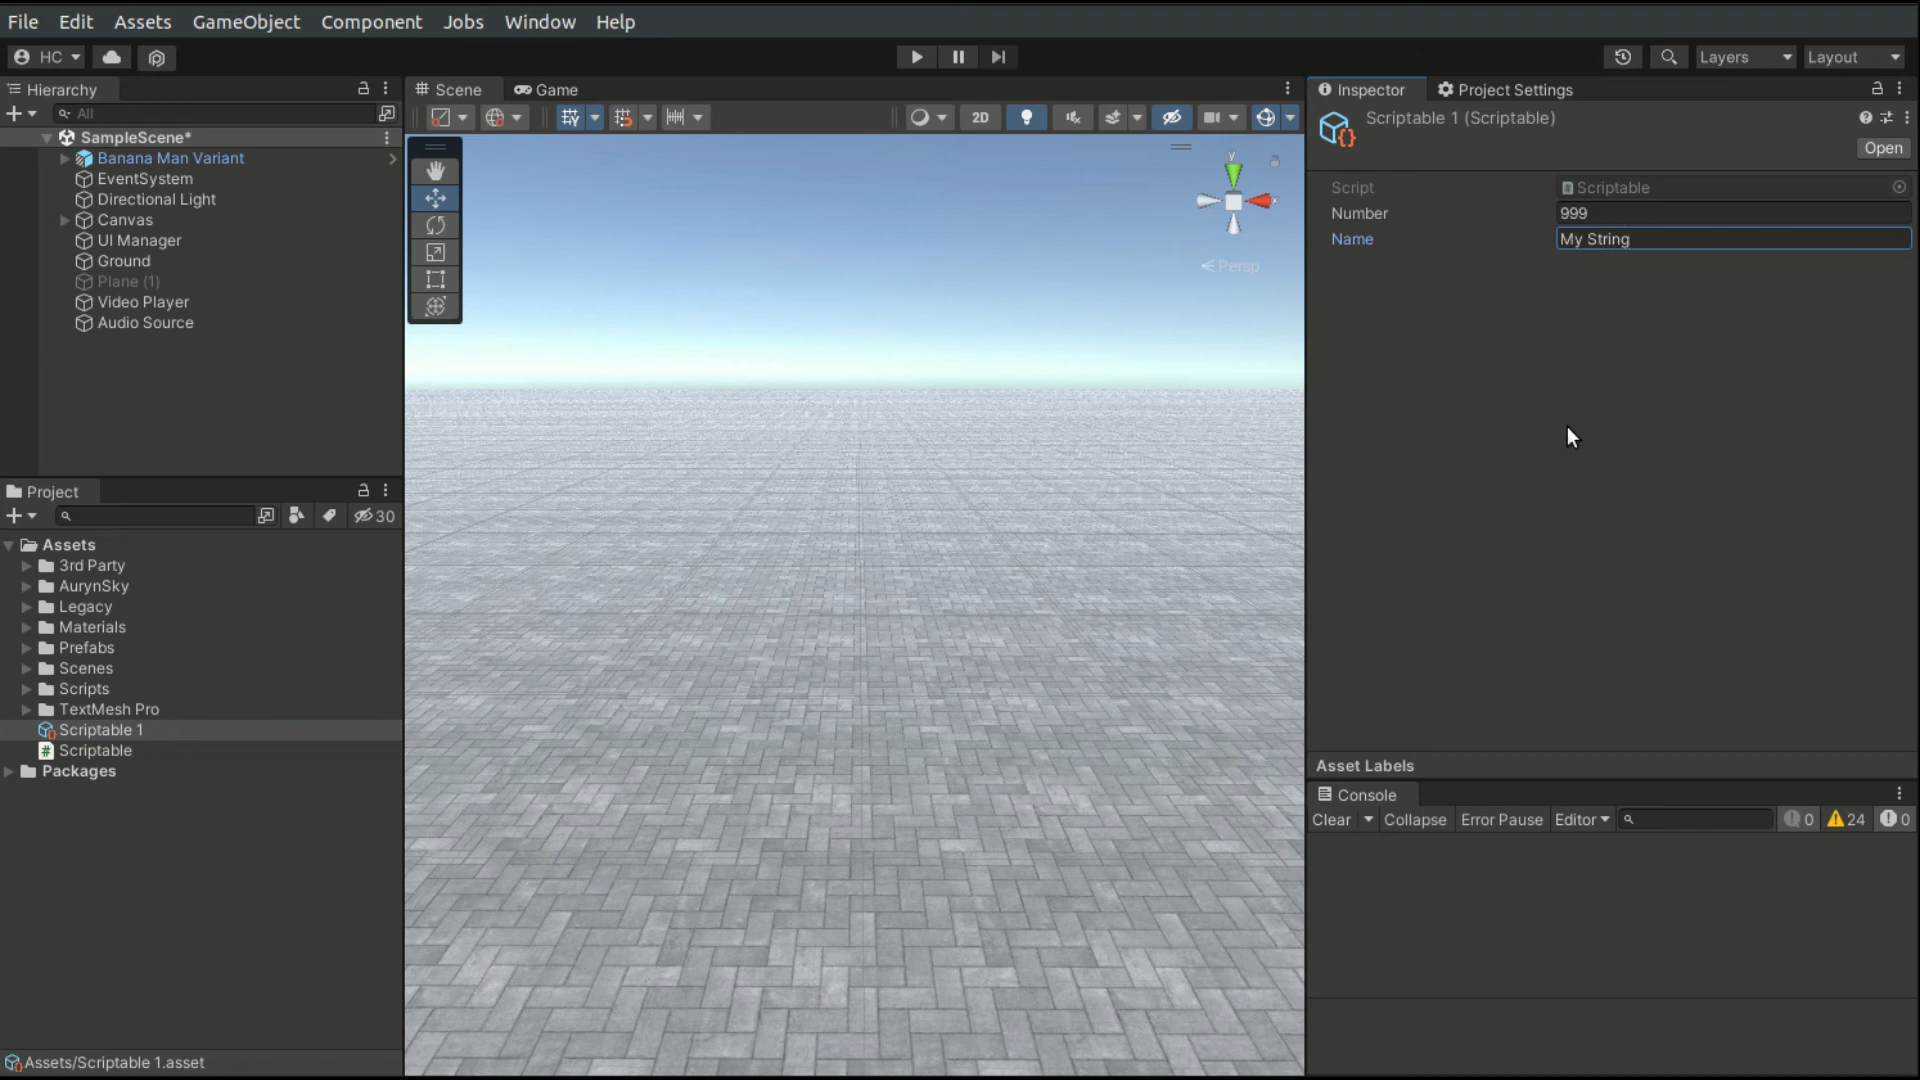 File Edit Assets GameObject Component Jobs Window Help
HC
Layers Layout
Hierarchy
All
SampleScene*
Banana Man Variant
EventSystem
Directional Light
Canvas
UI Manager
Ground
Plane (1)
Video Player
Audio Source
Project
30
Assets
3rd Party
AurynSky
Legacy
Materials
Prefabs
Scenes
Scripts
TextMesh Pro
Scriptable 1
Scriptable
Packages
Assets/Scriptable 1.asset
Scene Game
2D
y
x
Persp
Inspector Project Settings
Scriptable 1 (Scriptable)
Open
Script Scriptable
Number 999
Name My String
Asset Labels
Console
Clear Collapse Error Pause Editor 0 24 0